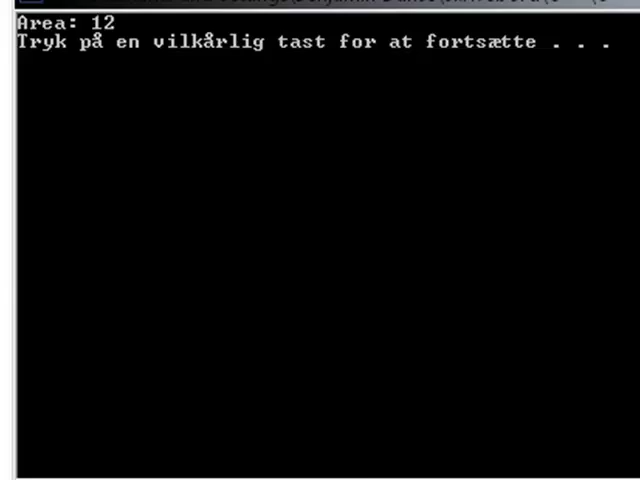 Area: 12
Tryk på en vilkårlig tast for at fortsætte . . .